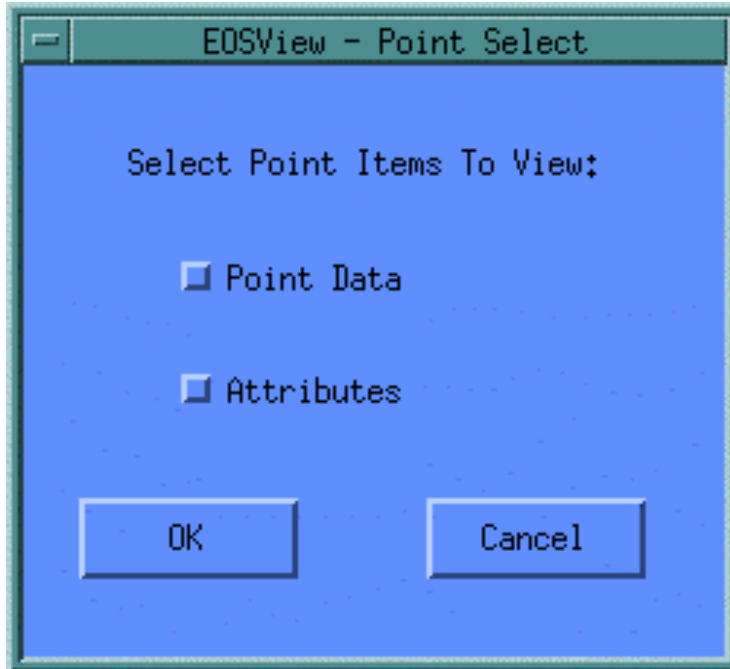 EOSView - Point Select
Select Point Items To View:
Point Data
Attributes
OK
Cancel